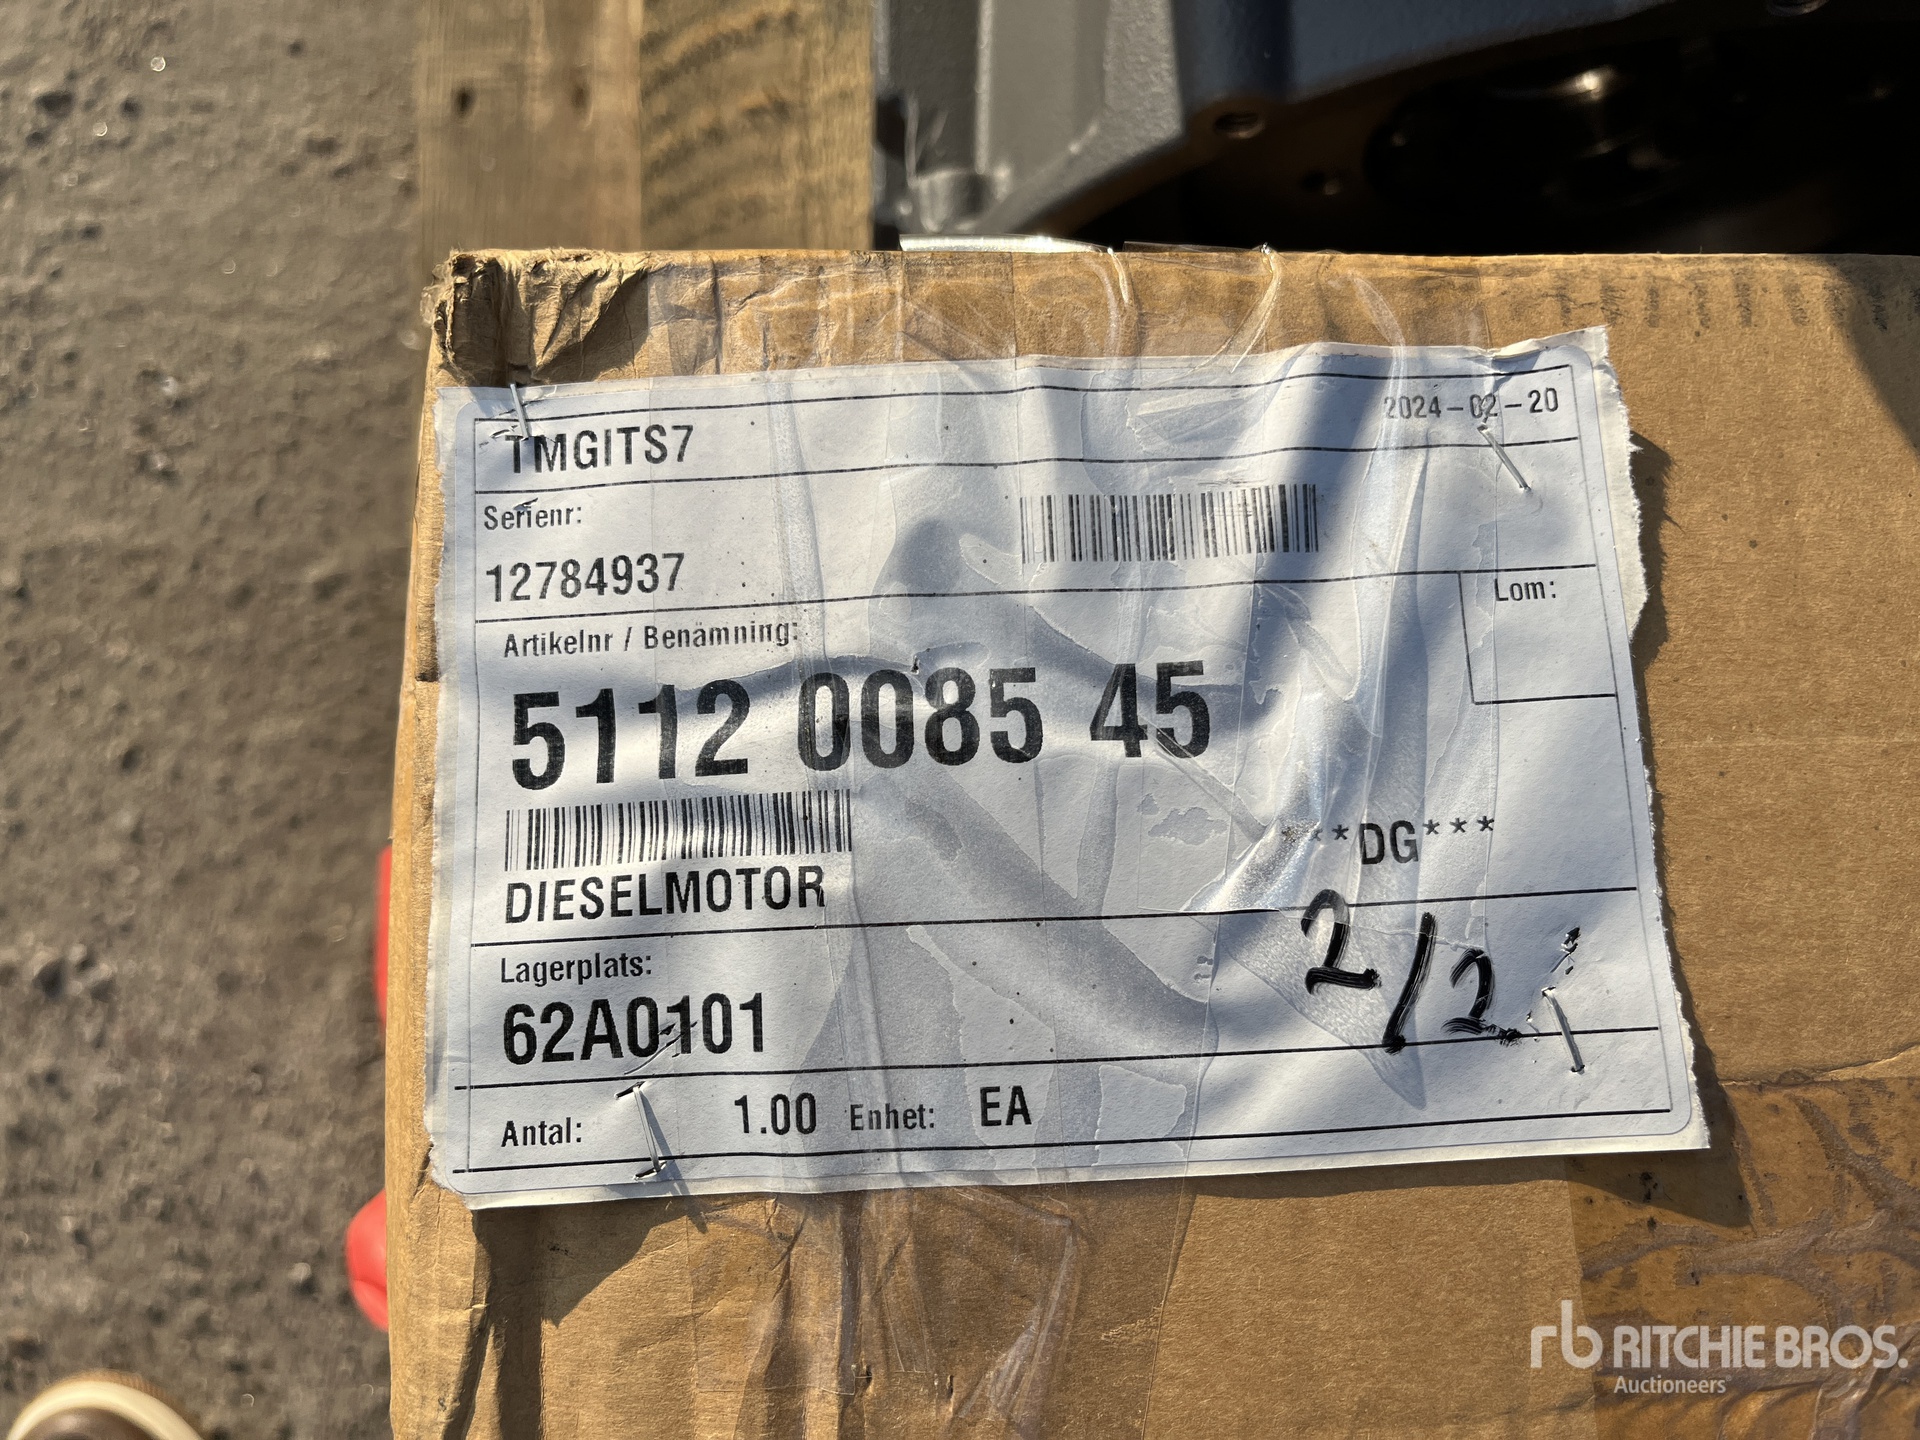 TMGITS7
2024-02-20
Serienr:
12784937
Artikelnr / Benämning:
Lom:
5112 0085 45
***DG***
DIESELMOTOR
2/2
Lagerplats:
62A0101
Antal: 1.00 Enhet: EA
rb RITCHIE BROS.
Auctioneers